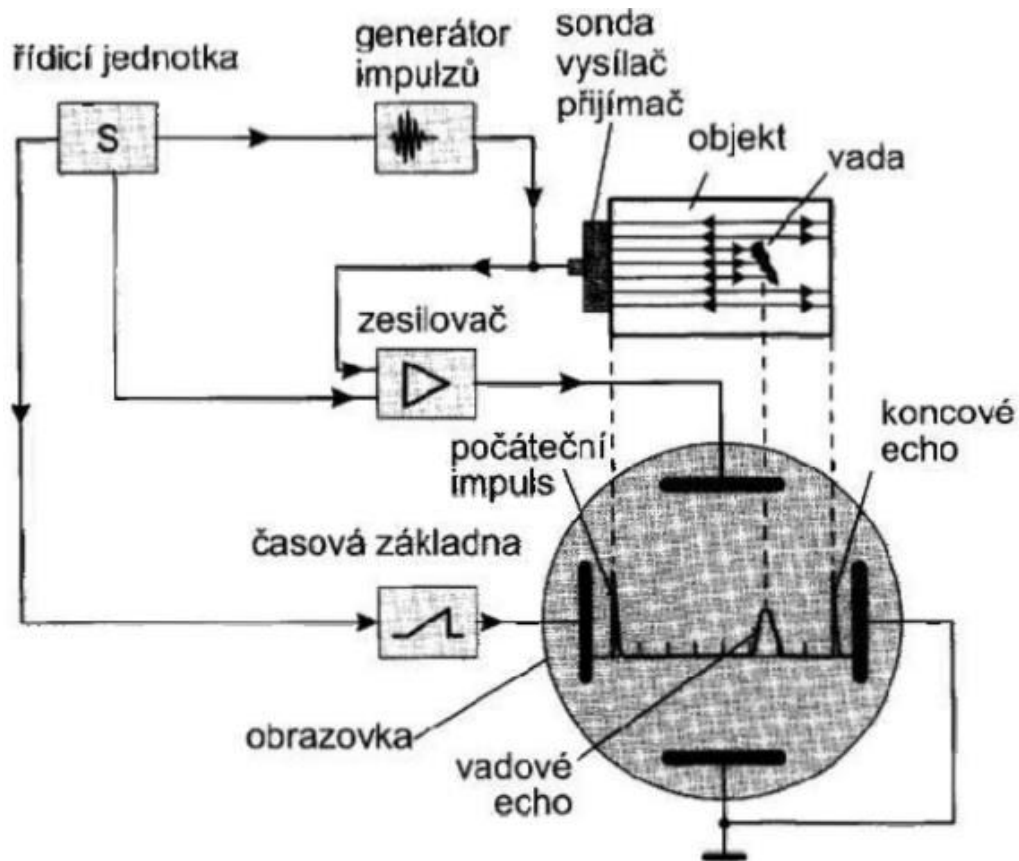 řídicí jednotka
S
generátor
impulzů
sonda
vysílač
přijímač
objekt
vada
zesilovač
počáteční
impuls
koncové
echo
časová základna
obrazovka
vadové
echo